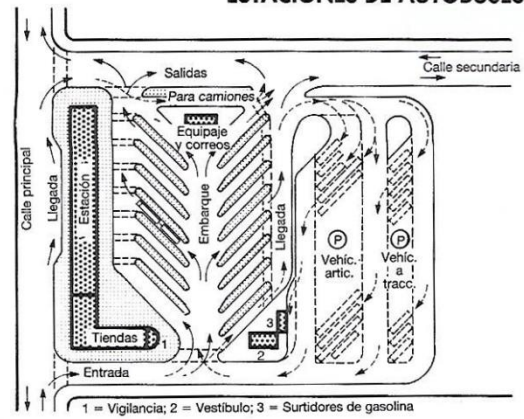 ESTACIONES DE AUTOBUSES
Calle secundaria
Salidas
Para camiones
Equipaje
y correos
Calle principal
Llegada
Estación
Embarque
Llegada
P
Vehíc.
artic.
P
Vehíc.
a
tracc.
Tiendas
1
3
2
Entrada
1 = Vigilancia; 2 = Vestíbulo; 3 = Surtidores de gasolina